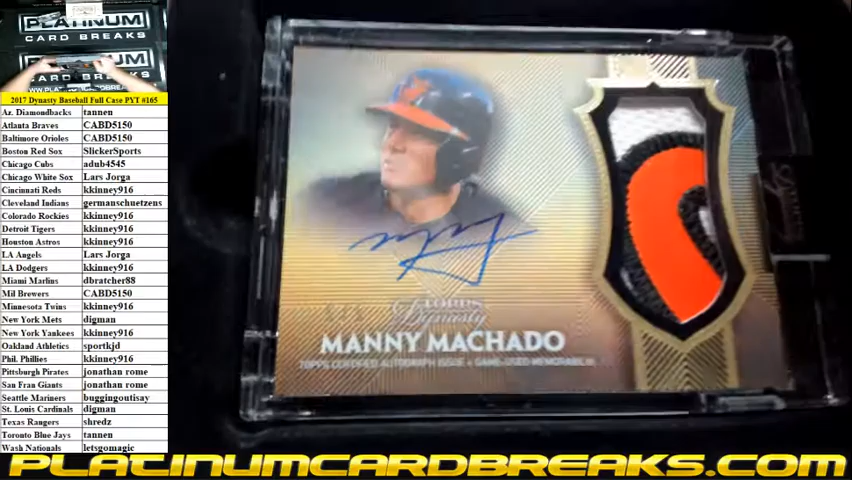 PLATINUM
CARD BREAKS
2017 Dynasty Baseball Full Case PYT #165
Az. Diamondbacks tannen
Atlanta Braves CABD5150
Baltimore Orioles CABD5150
Boston Red Sox SlickerSports
Chicago Cubs adub4545
Chicago White Sox Lars Jorga
Cincinnati Reds kkinney916
Cleveland Indians germanschuetzens
Colorado Rockies kkinney916
Detroit Tigers kkinney916
Houston Astros kkinney916
LA Angels Lars Jorga
LA Dodgers kkinney916
Miami Marlins dbratcher88
Mil Brewers CABD5150
Minnesota Twins kkinney916
New York Mets digman
New York Yankees kkinney916
Oakland Athletics sportkjd
Phil. Phillies kkinney916
Pittsburgh Pirates jonathan rome
San Fran Giants jonathan rome
Seattle Mariners buggingoutisay
St. Louis Cardinals digman
Texas Rangers shredz
Toronto Blue Jays tannen
Wash Nationals letsgomagic
TOPPS
Dynasty
MANNY MACHADO
TOPPS CERTIFIED AUTOGRAPH ISSUE • GAME-USED MEMORABILIA
PLATINUMCARDBREAKS.COM